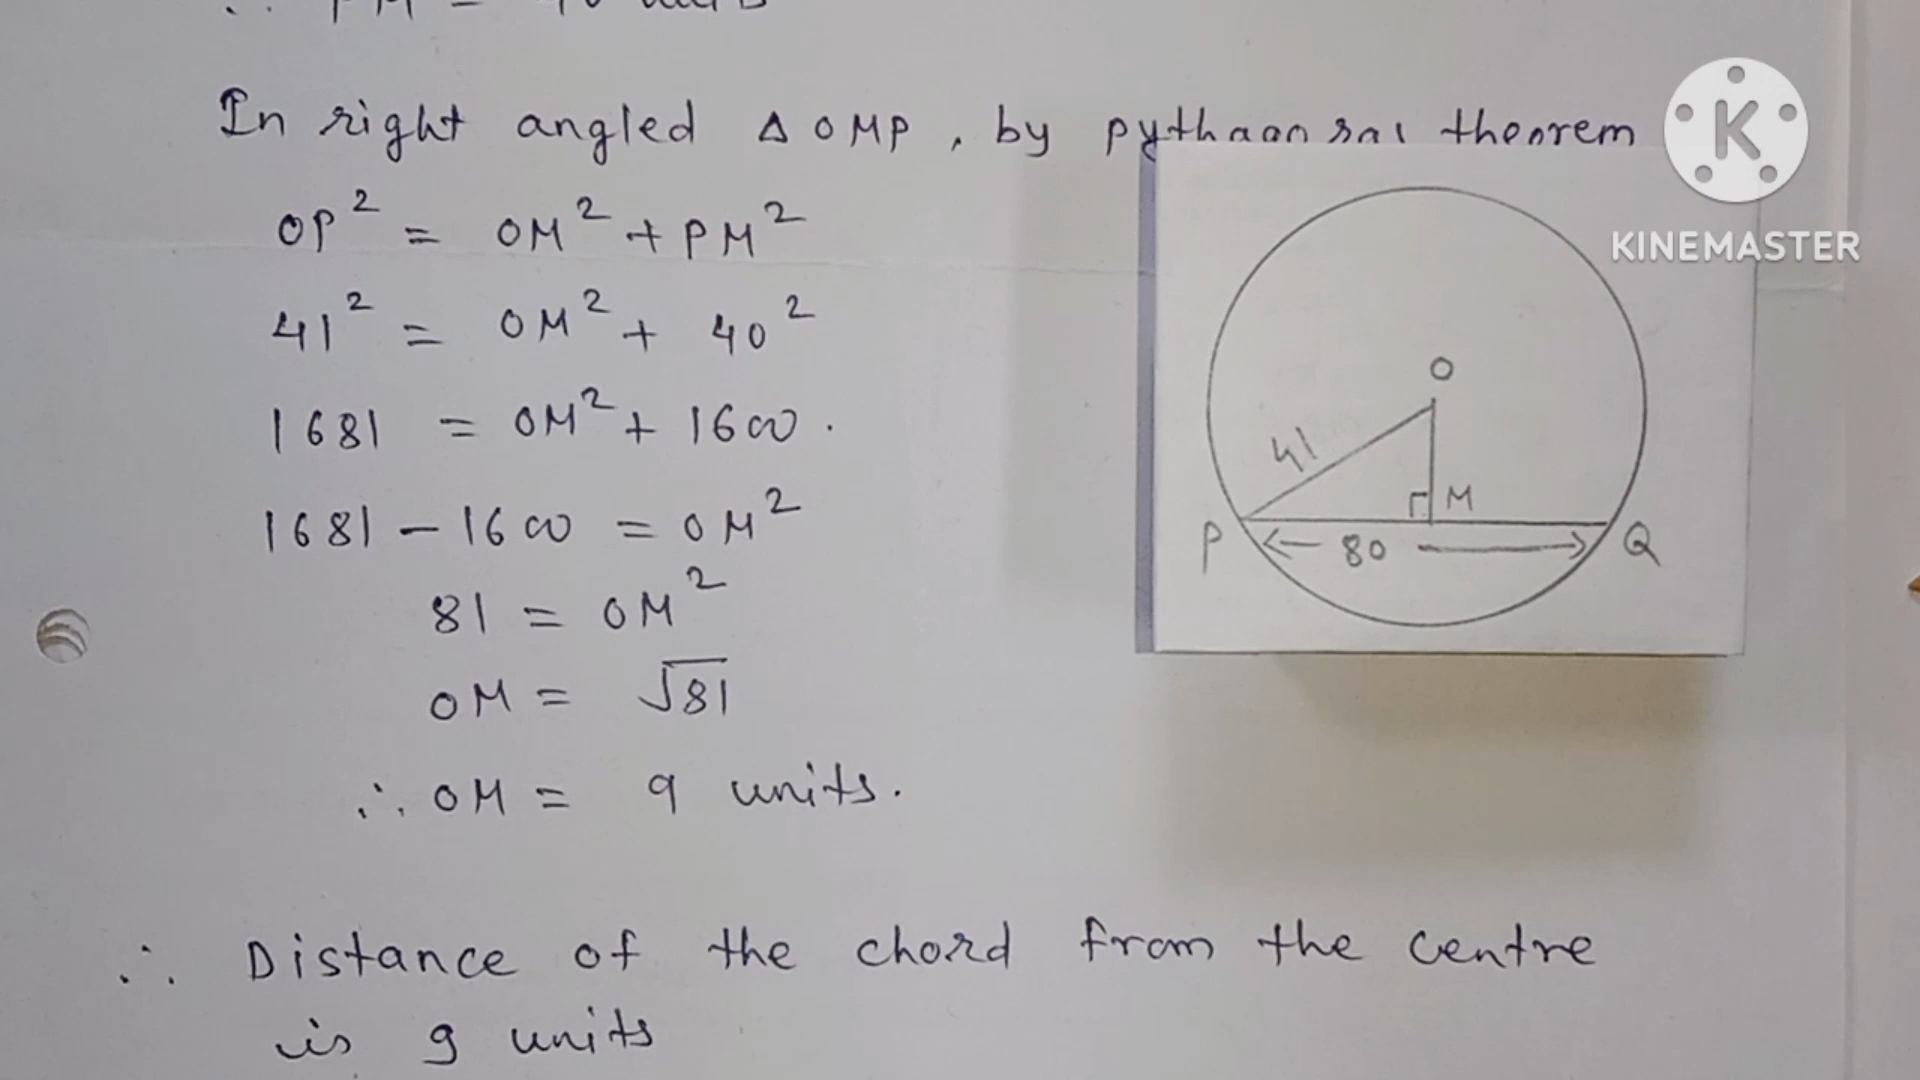 In right angled Δ OMP, by theorem
OP² = OM² + PM²
41² = OM² + 40²
1681 = OM² + 1600.
1681 - 1600 = OM²
81 = OM²
OM = √81
∴ OM = 9 units.
∴ Distance of the chord from the centre
is 9 units
K
KINEMASTER
O
41
M
P
80
Q